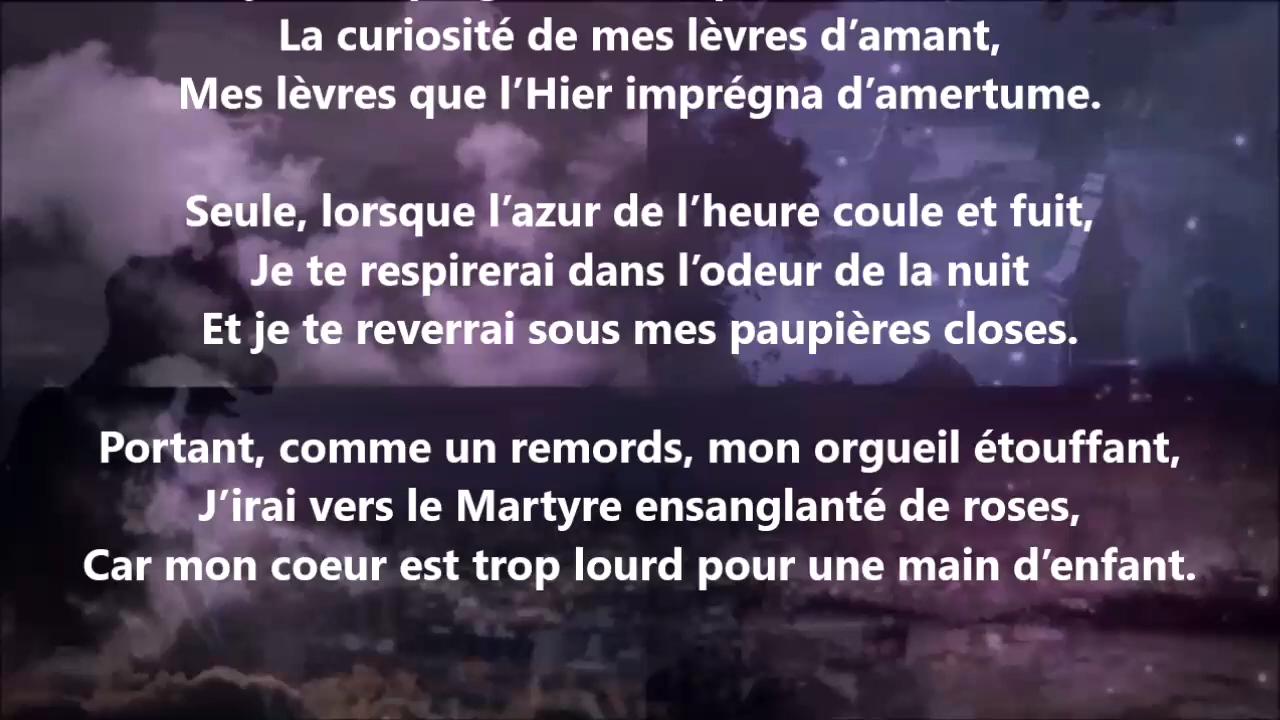 La curiosité de mes lèvres d’amant,
Mes lèvres que l’Hier imprégna d’amertume.
Seule, lorsque l’azur de l’heure coule et fuit,
Je te respirerai dans l’odeur de la nuit
Et je te reverrai sous mes paupières closes.
Portant, comme un remords, mon orgueil étouffant,
J’irai vers le Martyre ensanglanté de roses,
Car mon coeur est trop lourd pour une main d’enfant.